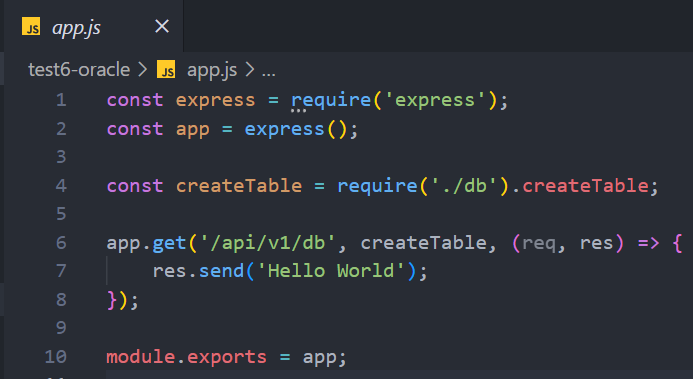 JS app.js ×
test6-oracle > JS app.js > ...
1 const express = require('express');
2 const app = express();
3
4 const createTable = require('./db').createTable;
5
6 app.get('/api/v1/db', createTable, (req, res) => {
7     res.send('Hello World');
8 });
9
10 module.exports = app;